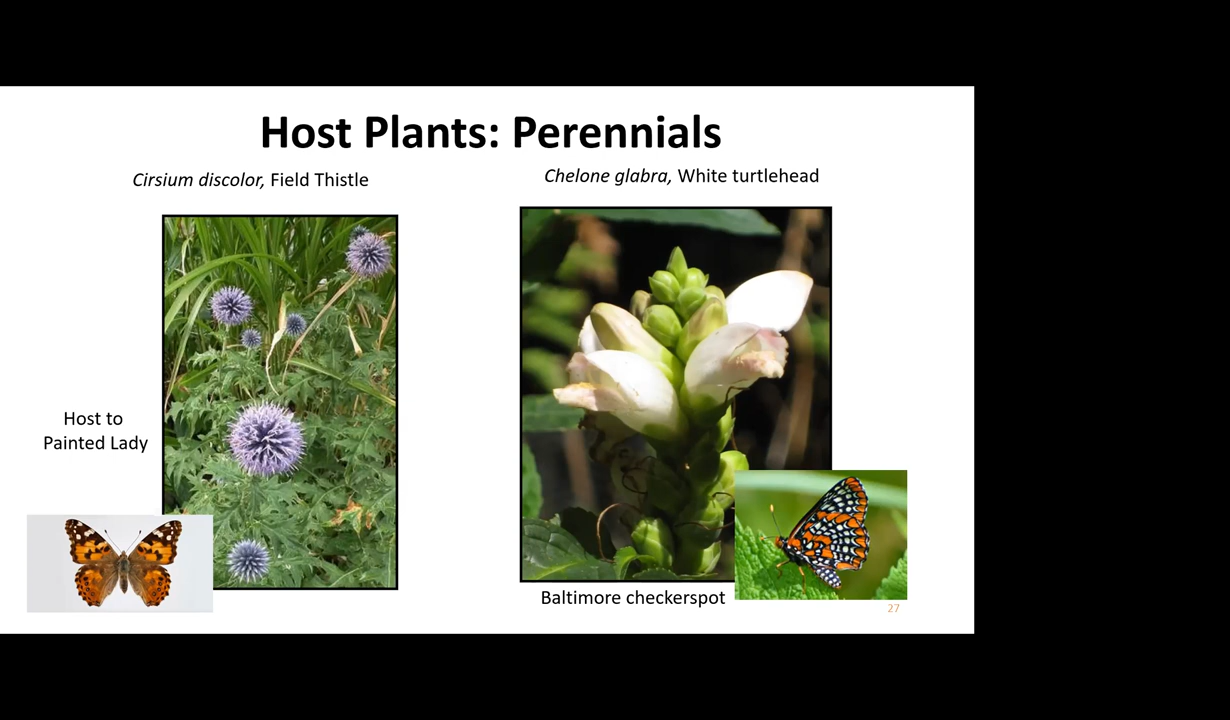 Host Plants: Perennials
Cirsium discolor, Field Thistle
Chelone glabra, White turtlehead
Host to
Painted Lady
Baltimore checkerspot
27